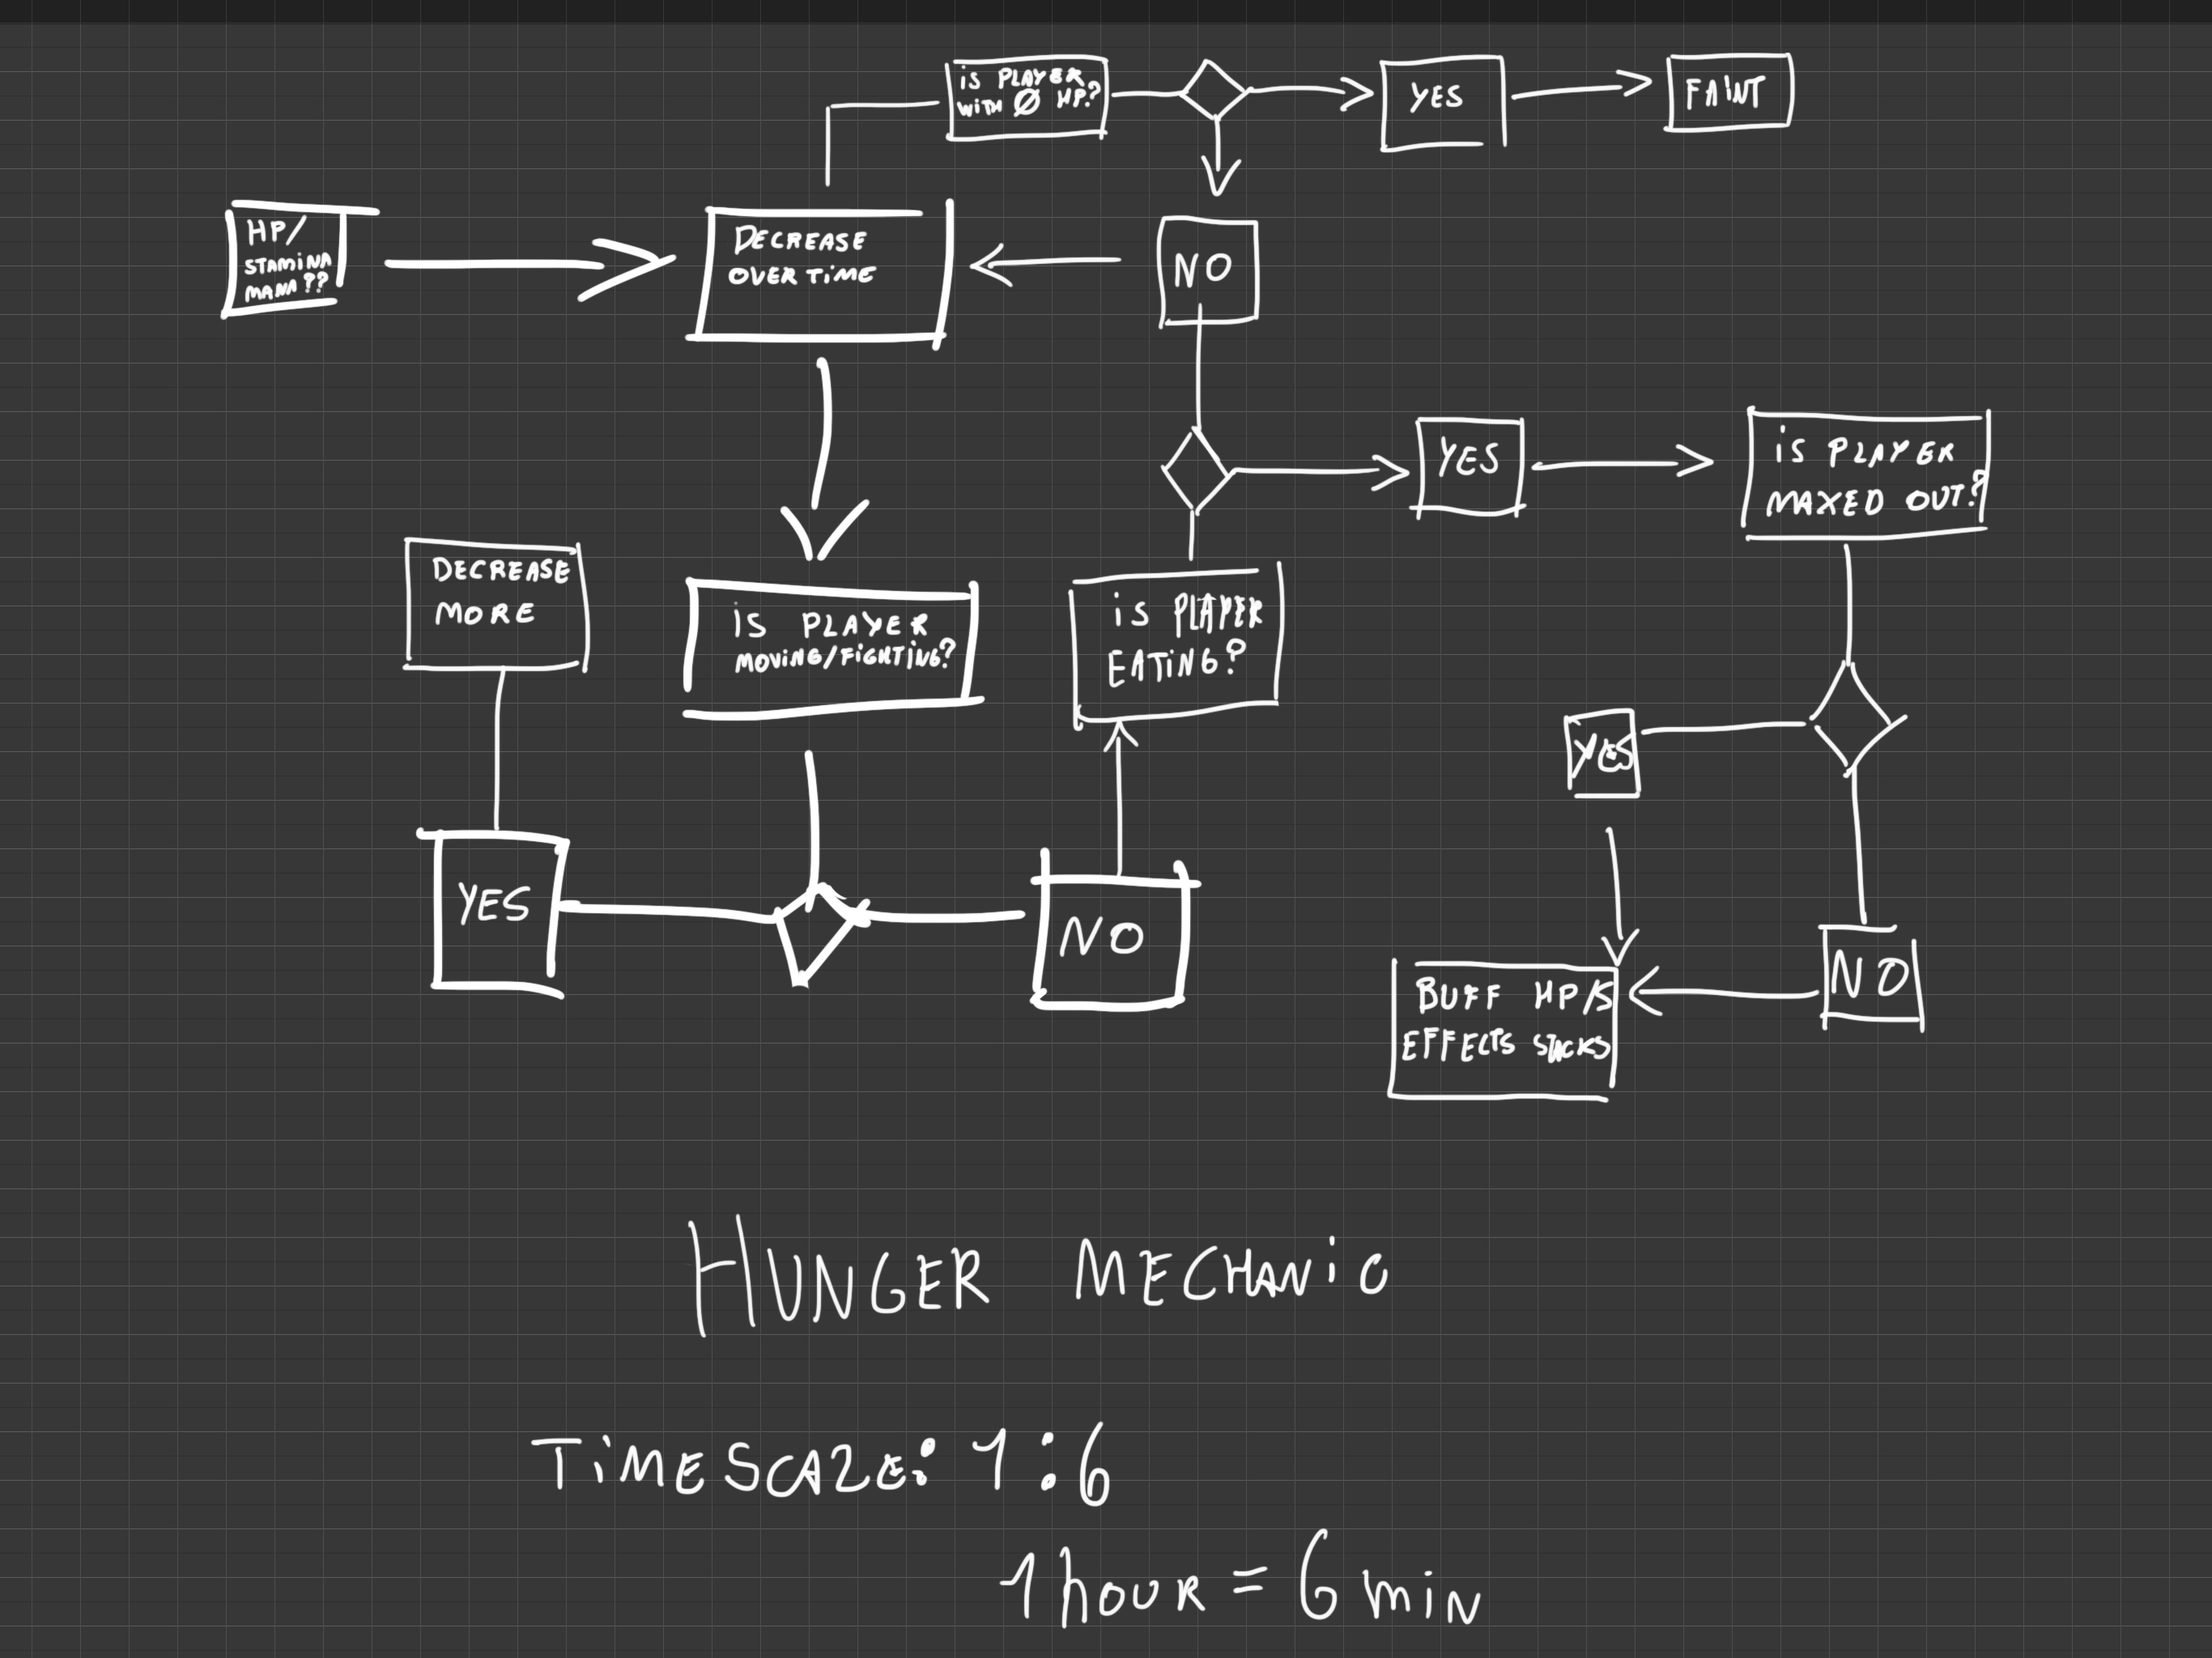 is PLAYER
WITH Ø HP?
YES
FAINT
HP/
STAMINA
MANA??
DECREASE
OVER TIME
NO
YES
is PLAYER
MAXED OUT?
DECREASE
MORE
is PLAYER
MOVING/FIGHTING?
is PLAYER
EATING?
YES
YES
NO
NO
BUFF HP/S
EFFECTS STACKS
HUNGER MECHANIC
TIMESCALE: 1:6
1 hour = 6 min